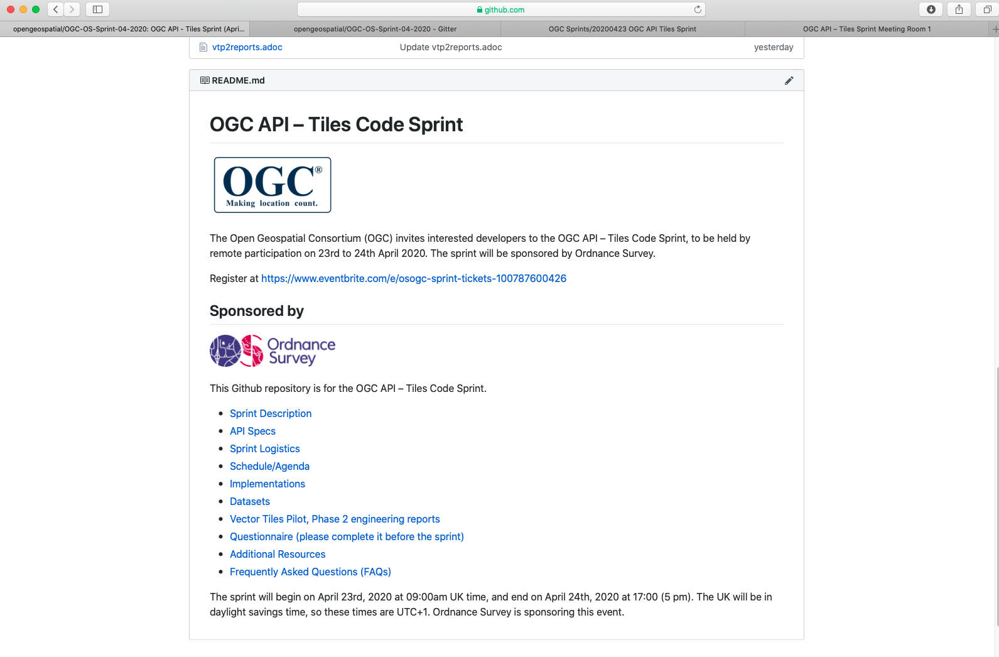 github.com
opengeospatial/OGC-OS-Sprint-04-2020: OGC API - Tiles Sprint (Apri...
opengeospatial/OGC-OS-Sprint-04-2020 - Gitter
OGC Sprints/20200423 OGC API Tiles Sprint
OGC API – Tiles Sprint Meeting Room 1
vtp2reports.adoc
Update vtp2reports.adoc
yesterday
README.md
OGC API – Tiles Code Sprint
OGC®
Making location count.
The Open Geospatial Consortium (OGC) invites interested developers to the OGC API – Tiles Code Sprint, to be held by
remote participation on 23rd to 24th April 2020. The sprint will be sponsored by Ordnance Survey.
Register at https://www.eventbrite.com/e/osogc-sprint-tickets-100787600426
Sponsored by
OS
Ordnance
Survey
This Github repository is for the OGC API – Tiles Code Sprint.
• Sprint Description
• API Specs
• Sprint Logistics
• Schedule/Agenda
• Implementations
• Datasets
• Vector Tiles Pilot, Phase 2 engineering reports
• Questionnaire (please complete it before the sprint)
• Additional Resources
• Frequently Asked Questions (FAQs)
The sprint will begin on April 23rd, 2020 at 09:00am UK time, and end on April 24th, 2020 at 17:00 (5 pm). The UK will be in
daylight savings time, so these times are UTC+1. Ordnance Survey is sponsoring this event.